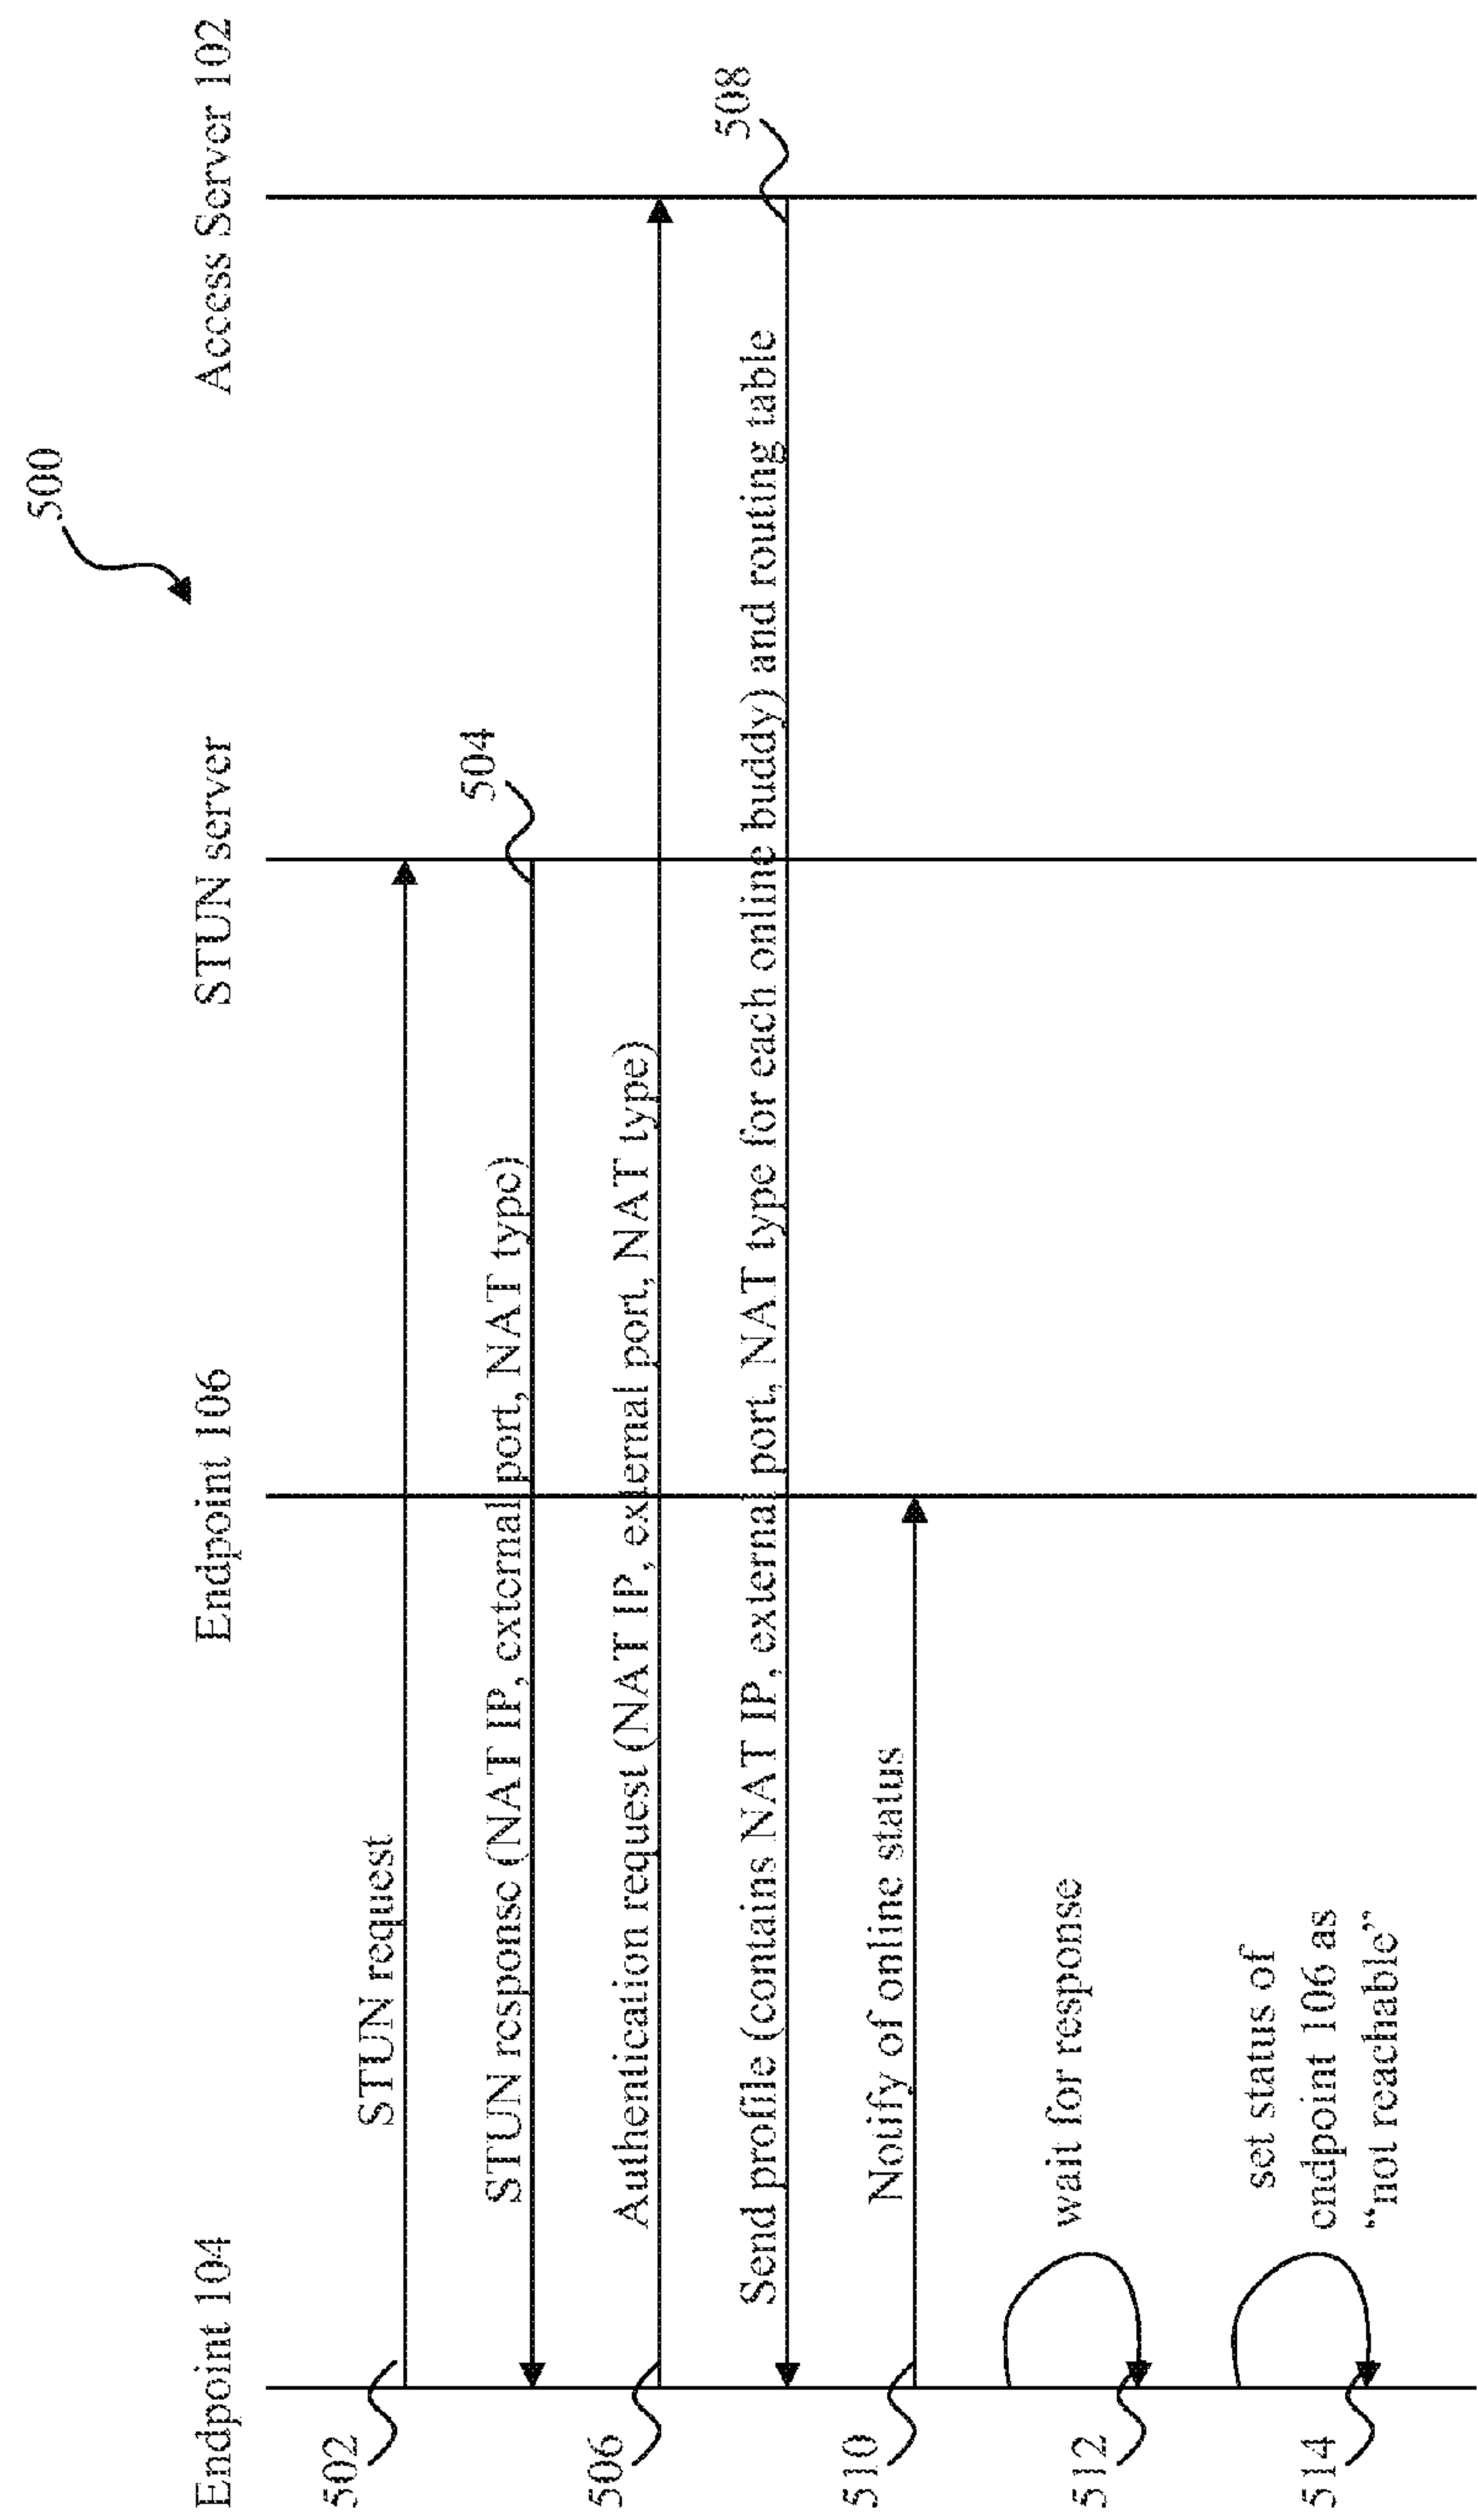 500
Endpoint 104
Endpoint 106
STUN server
Access Server 102
502
STUN request
STUN response (NAT IP, external port, NAT type)
504
506
Authentication request (NAT IP, external port, NAT type)
508
Send profile (contains NAT IP, external port, NAT type for each online buddy) and routing table
510
Notify of online status
512
wait for response
514
set status of
endpoint 106 as
“not reachable”